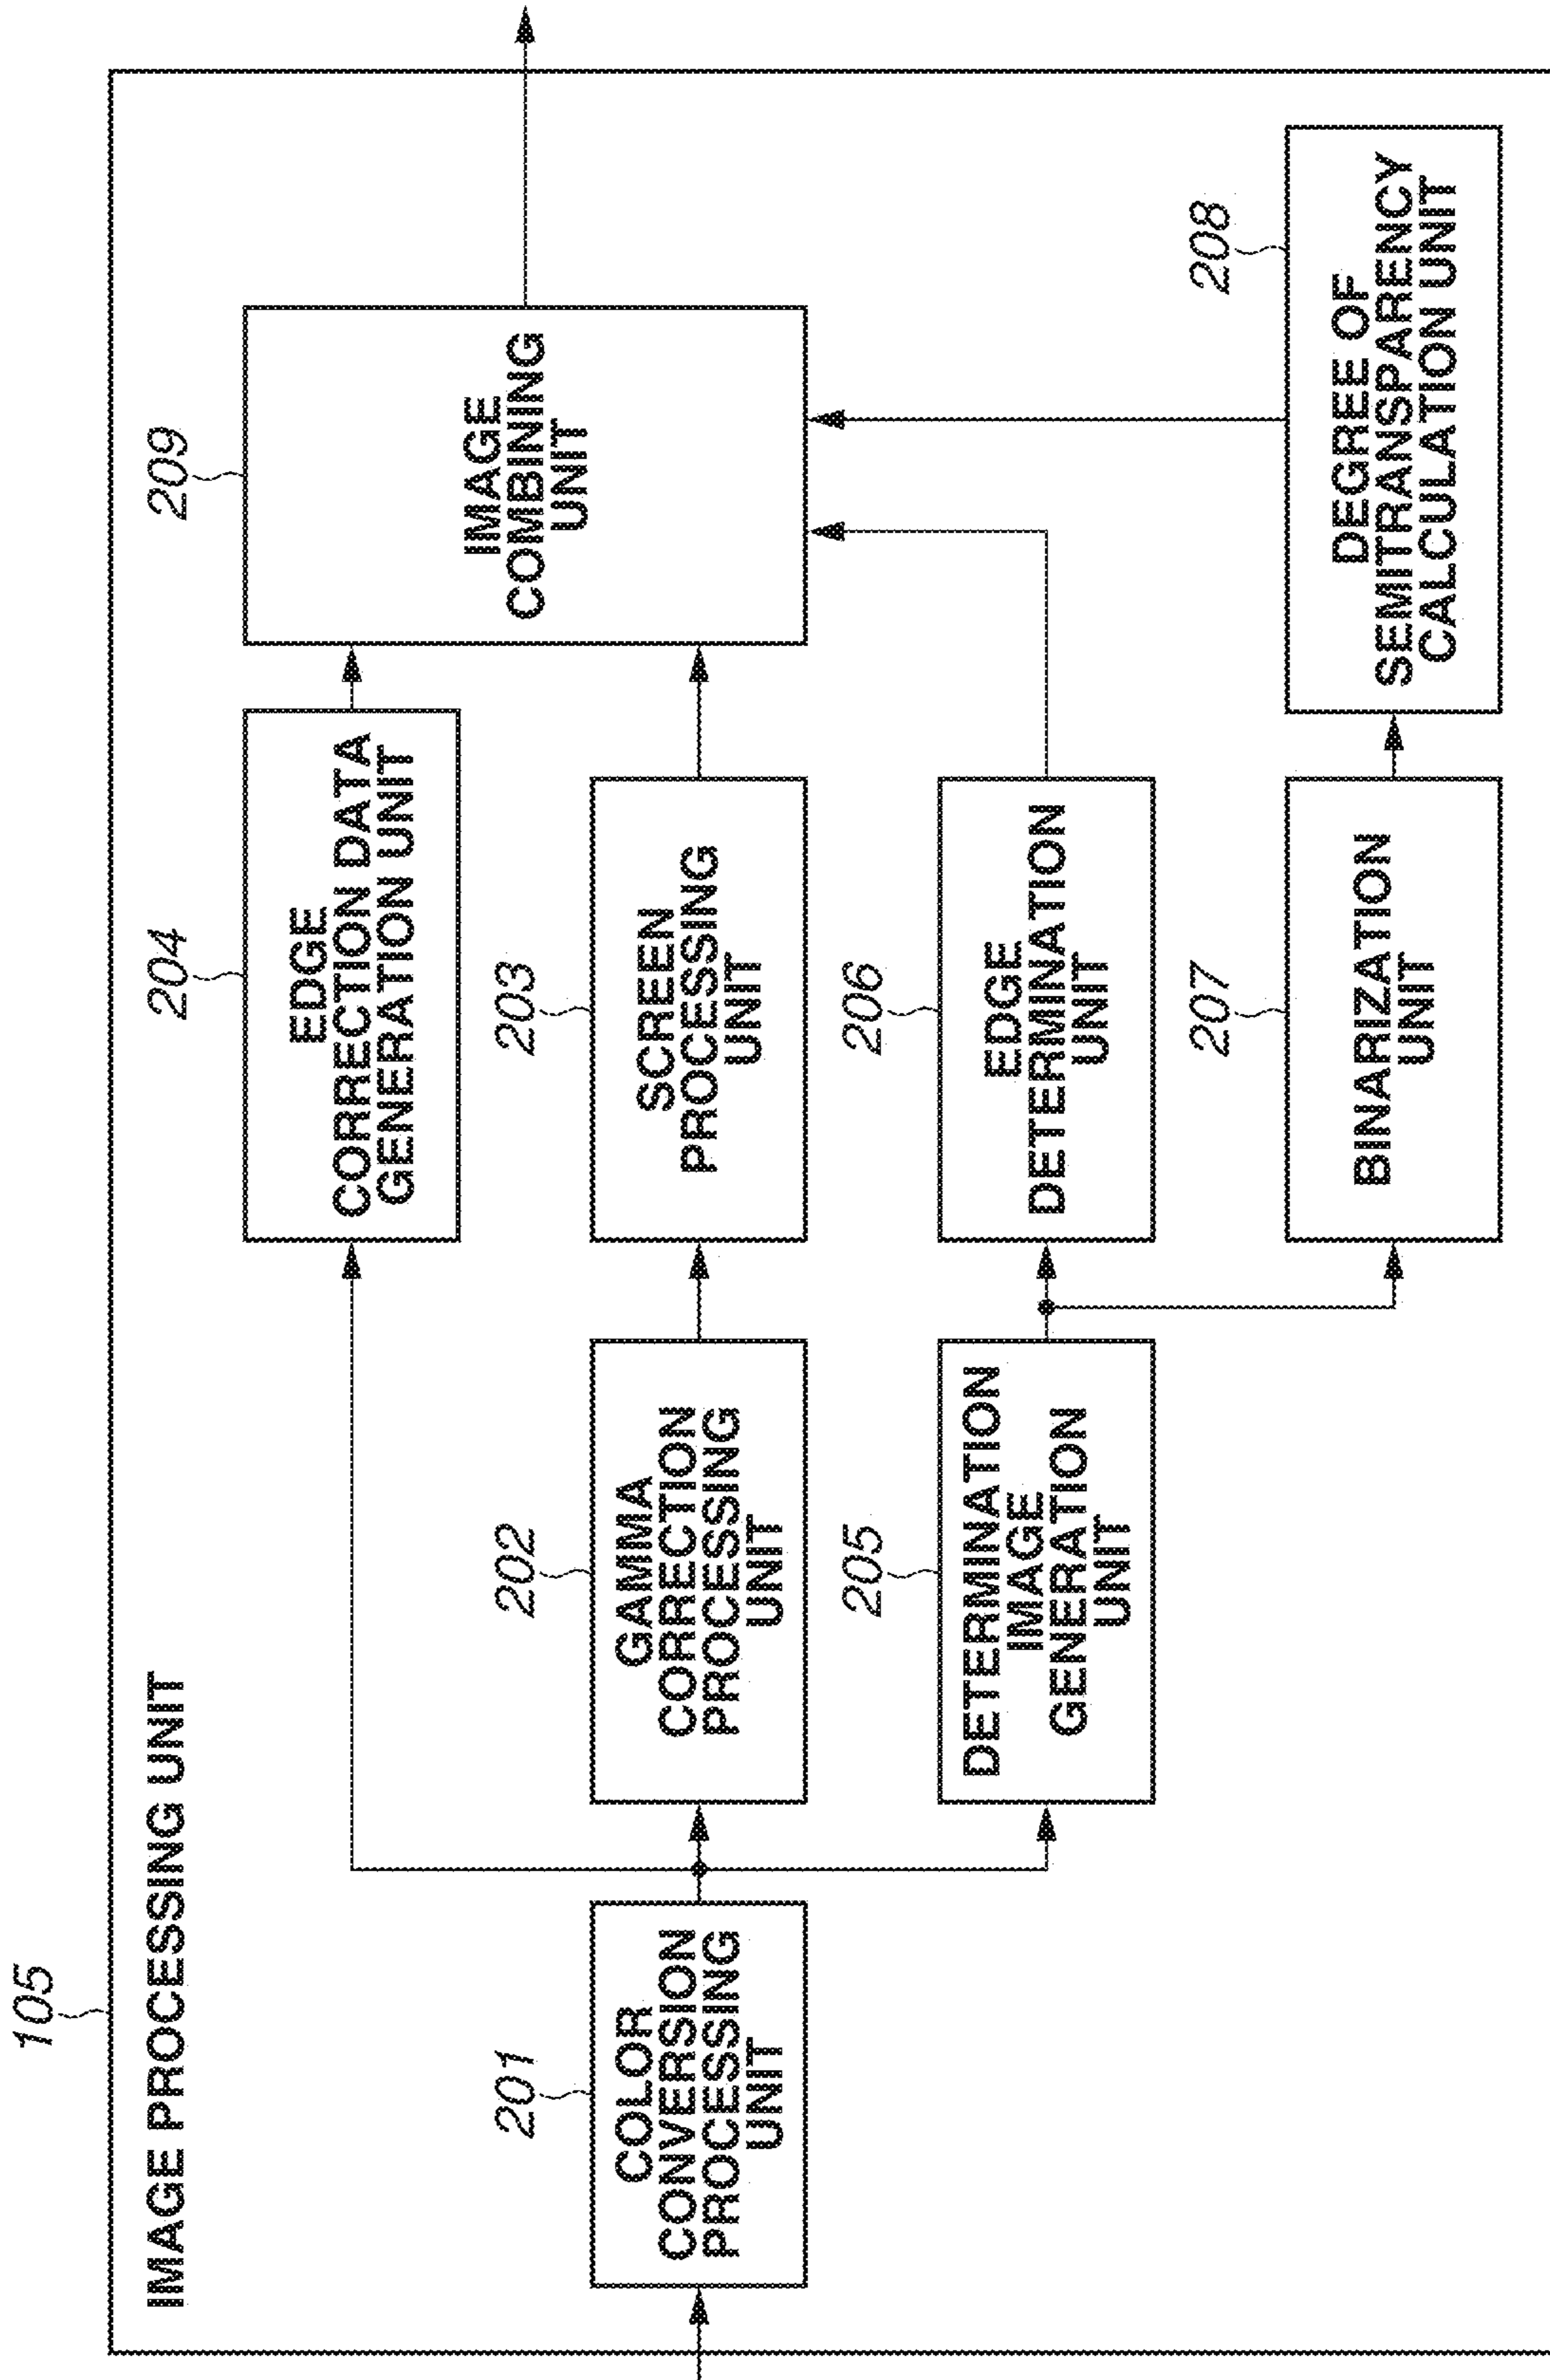 105
IMAGE PROCESSING UNIT
201
COLOR
CONVERSION
PROCESSING
UNIT
202
GAMMA
CORRECTION
PROCESSING
UNIT
203
SCREEN
PROCESSING
UNIT
204
EDGE
CORRECTION DATA
GENERATION UNIT
205
DETERMINATION
IMAGE
GENERATION
UNIT
206
EDGE
DETERMINATION
UNIT
207
BINARIZATION
UNIT
208
DEGREE OF
SEMITRANSPARENCY
CALCULATION UNIT
209
IMAGE
COMBINING
UNIT